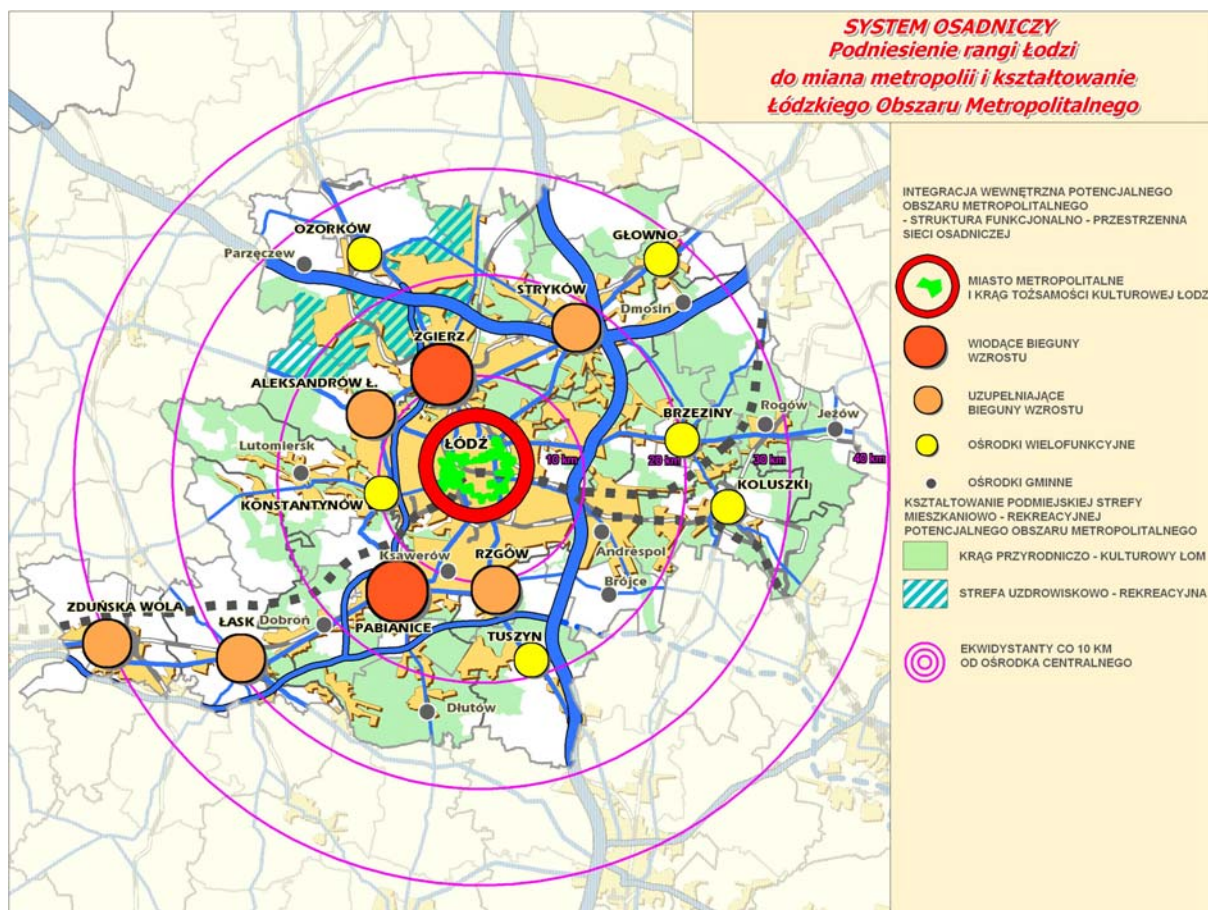 SYSTEM OSADNICZY
Podniesienie rangi Łodzi
do miana metropolii i kształtowanie
Łódzkiego Obszaru Metropolitalnego
INTEGRACJA WEWNĘTRZNA POTENCJALNEGO
OBSZARU METROPOLITALNEGO
- STRUKTURA FUNKCJONALNO - PRZESTRZENNA
SIECI OSADNICZEJ
MIASTO METROPOLITALNE
I KRĄG TOŻSAMOŚCI KULTUROWEJ ŁODZI
WIODĄCE BIEGUNY
WZROSTU
UZUPEŁNIAJĄCE
BIEGUNY WZROSTU
OŚRODKI WIELOFUNKCYJNE
OŚRODKI GMINNE
KSZTAŁTOWANIE PODMIEJSKIEJ STREFY
MIESZKANIOWO - REKREACYJNEJ
POTENCJALNEGO OBSZARU METROPOLITALNEGO
KRĄG PRZYRODNICZO - KULTUROWY ŁOM
STREFA UZDROWISKOWO - REKREACYJNA
EKWIDYSTANTY CO 10 KM
OD OŚRODKA CENTRALNEGO
OZORKÓW
GŁOWNO
Parzęczew
STRYKÓW
Dmosin
ZGIERZ
ALEKSANDRÓW Ł.
BRZEZINY
Rogów
Jeżów
Lutomiersk
ŁÓDŹ
10 km
20 km
30 km
40 km
KOLUSZKI
KONSTANTYNÓW
Ksawerów
RZGÓW
Andrespol
Brójce
ZDUŃSKA WOLA
ŁASK
Dobroń
PABIANICE
TUSZYN
Dłutów